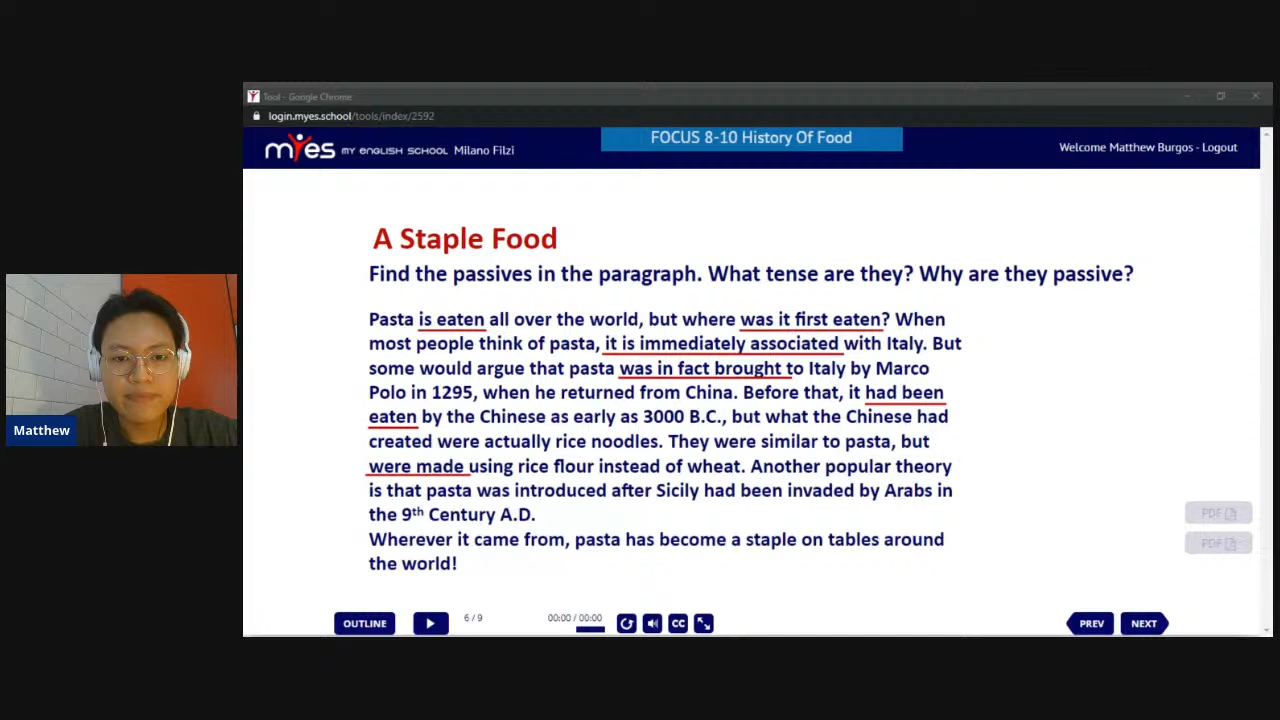 Tool - Google Chrome
login.myes.school/tools/index/2592
FOCUS 8-10 History Of Food
myes MY ENGLISH SCHOOL Milano Filzi
Welcome Matthew Burgos - Logout
A Staple Food
Find the passives in the paragraph. What tense are they? Why are they passive?
Pasta is eaten all over the world, but where was it first eaten? When
most people think of pasta, it is immediately associated with Italy. But
some would argue that pasta was in fact brought to Italy by Marco
Polo in 1295, when he returned from China. Before that, it had been
eaten by the Chinese as early as 3000 B.C., but what the Chinese had
created were actually rice noodles. They were similar to pasta, but
were made using rice flour instead of wheat. Another popular theory
is that pasta was introduced after Sicily had been invaded by Arabs in
the 9th Century A.D.
Wherever it came from, pasta has become a staple on tables around
the world!
Matthew
PDF
PDF
OUTLINE
6 / 9
00:00 / 00:00
CC
PREV
NEXT